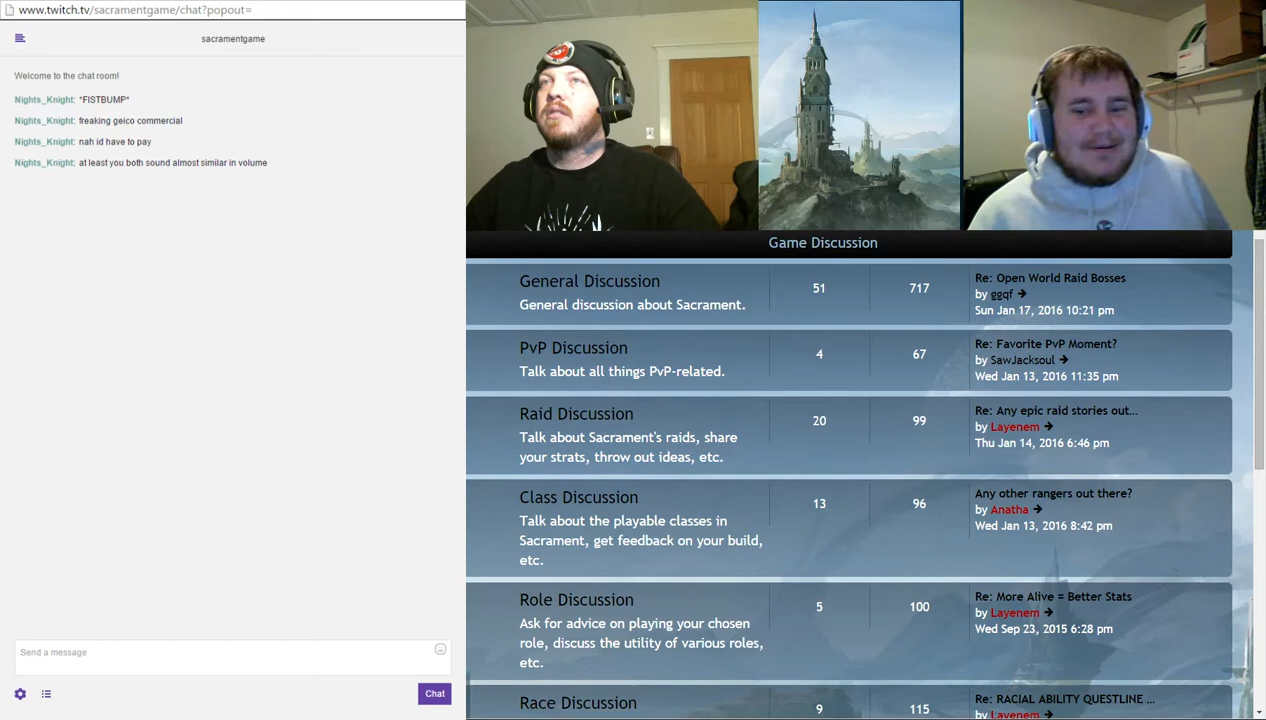 www.twitch.tv/sacramentgame/chat?popout=
sacramentgame
Welcome to the chat room!
Nights_Knight: *FISTBUMP*
Nights_Knight: freaking geico commercial
Nights_Knight: nah id have to pay
Nights_Knight: at least you both sound almost similar in volume
Send a message
Chat
Game Discussion
General Discussion
General discussion about Sacrament.
51
717
Re: Open World Raid Bosses
by ggqf
Sun Jan 17, 2016 10:21 pm
PvP Discussion
Talk about all things PvP-related.
4
67
Re: Favorite PvP Moment?
by SawJacksoul
Wed Jan 13, 2016 11:35 pm
Raid Discussion
Talk about Sacrament's raids, share
your strats, throw out ideas, etc.
20
99
Re: Any epic raid stories out...
by Layenem
Thu Jan 14, 2016 6:46 pm
Class Discussion
Talk about the playable classes in
Sacrament, get feedback on your build,
etc.
13
96
Any other rangers out there?
by Anatha
Wed Jan 13, 2016 8:42 pm
Role Discussion
Ask for advice on playing your chosen
role, discuss the utility of various roles,
etc.
5
100
Re: More Alive = Better Stats
by Layenem
Wed Sep 23, 2015 6:28 pm
Race Discussion
9
115
Re: RACIAL ABILITY QUESTLINE ...
by Layenem